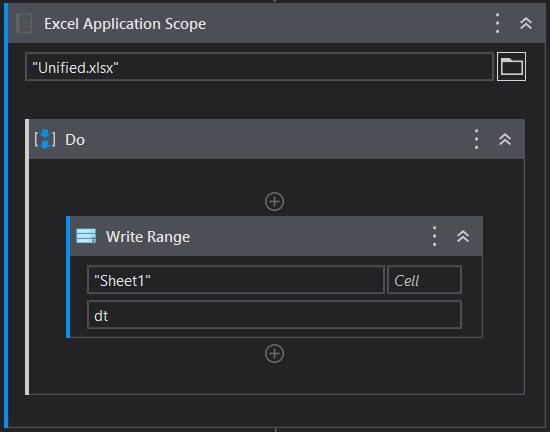 Excel Application Scope
"Unified.xlsx"
Do
Write Range
"Sheet1" Cell
dt